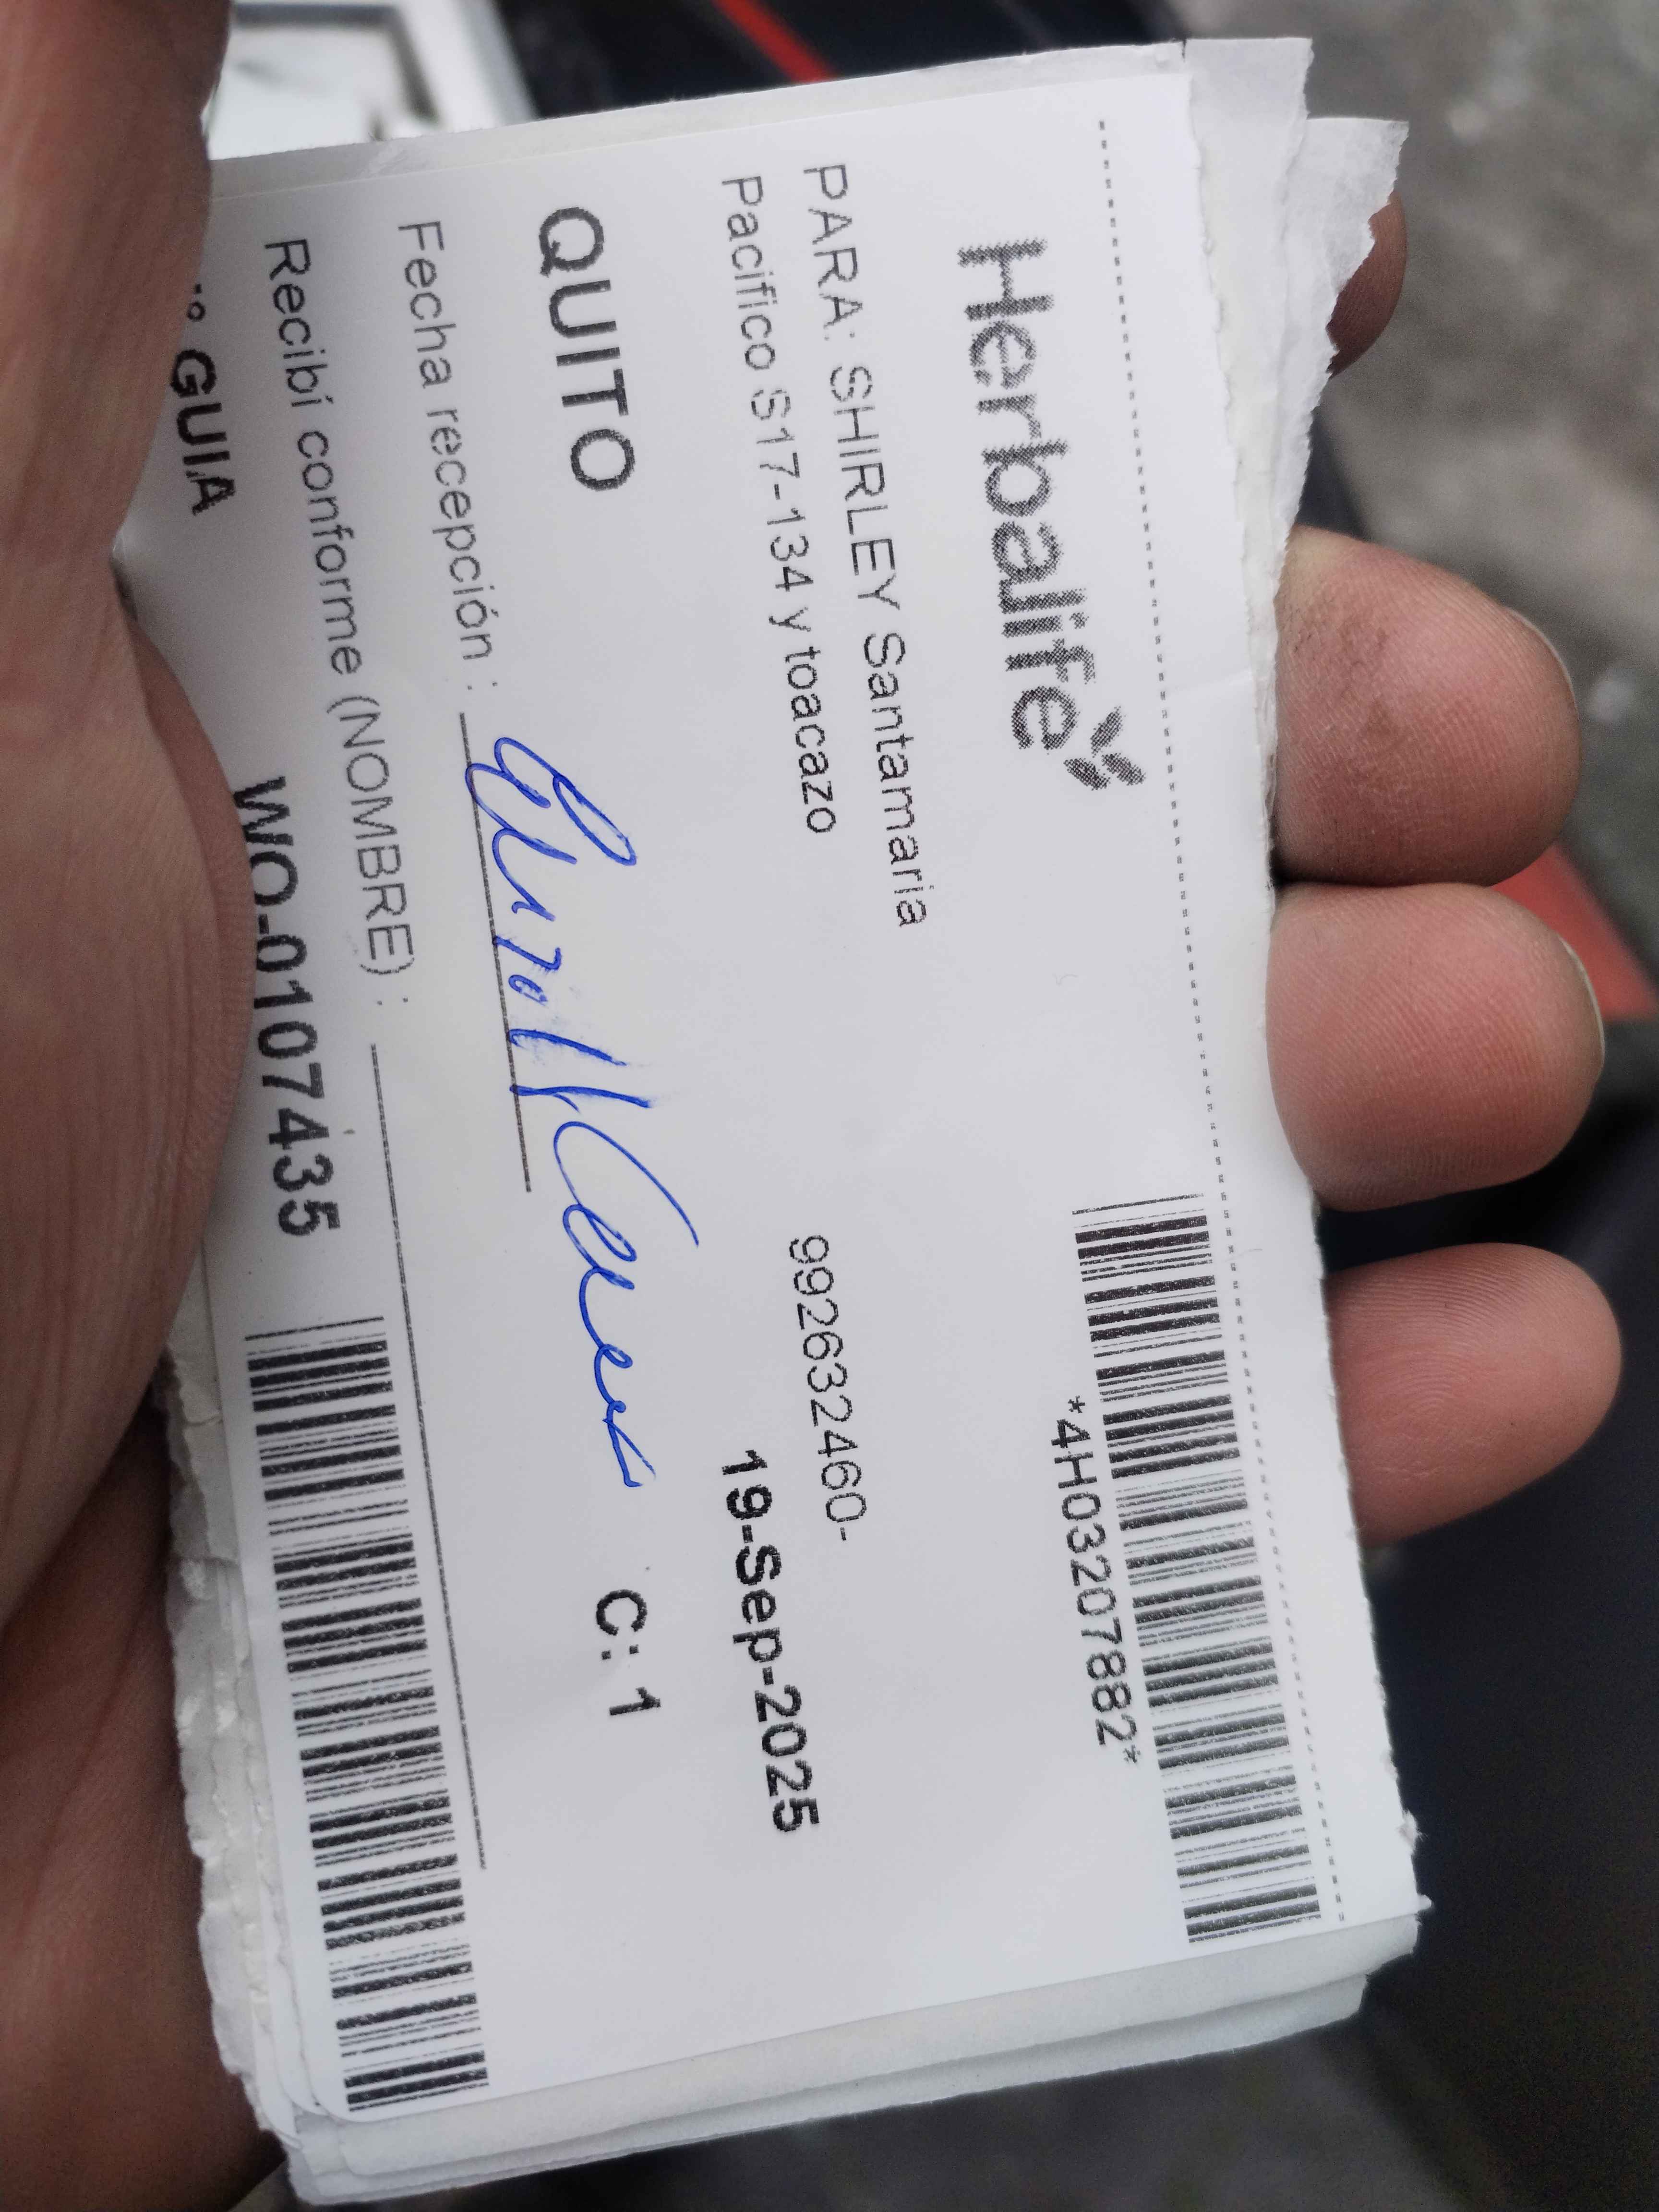 Herbalife
*4H03207882*
PARA: SHIRLEY Santamaria
992632460-
Pacifico S17-134 y toacazo
19-Sep-2025
QUITO
C: 1
Fecha recepción :
Recibí conforme (NOMBRE) :
GUIA WO-0107435